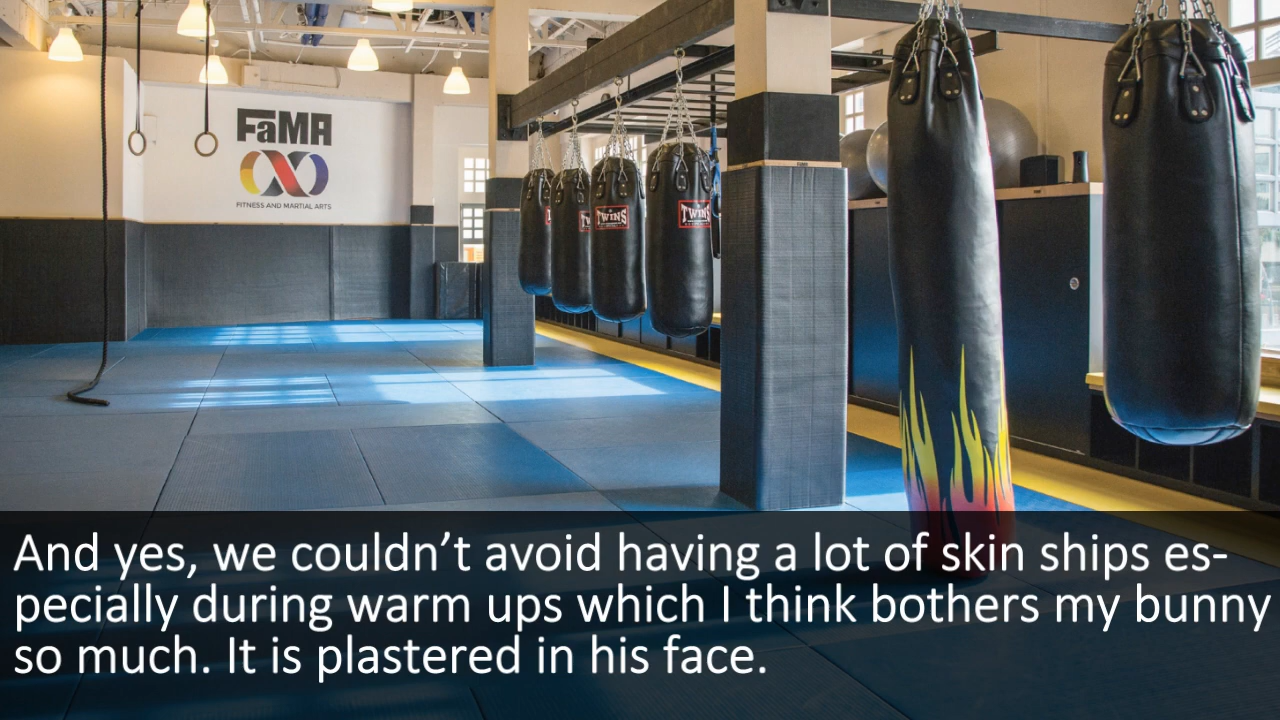 FaMA
FITNESS AND MARTIAL ARTS
TWINS
TWINS
And yes, we couldn’t avoid having a lot of skin ships es-
pecially during warm ups which I think bothers my bunny
so much. It is plastered in his face.